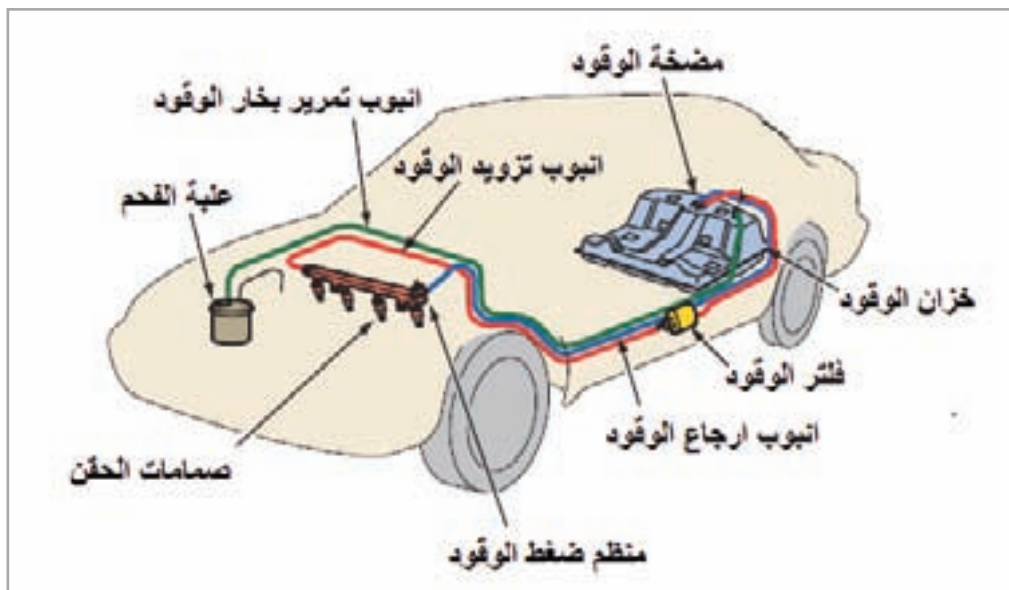 مضخة الوقود
انبوب تمرير بخار الوقود
انبوب تزويد الوقود
علبة الفحم
خزان الوقود
فلتر الوقود
انبوب ارجاع الوقود
صمامات الحقن
منظم ضغط الوقود